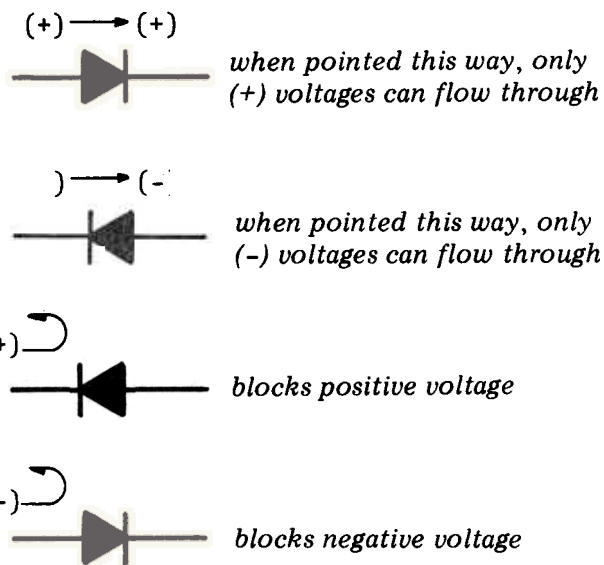 (+) (+)
when pointed this way, only
(+) voltages can flow through
) (-
when pointed this way, only
(-) voltages can flow through
+)
blocks positive voltage
-)
blocks negative voltage